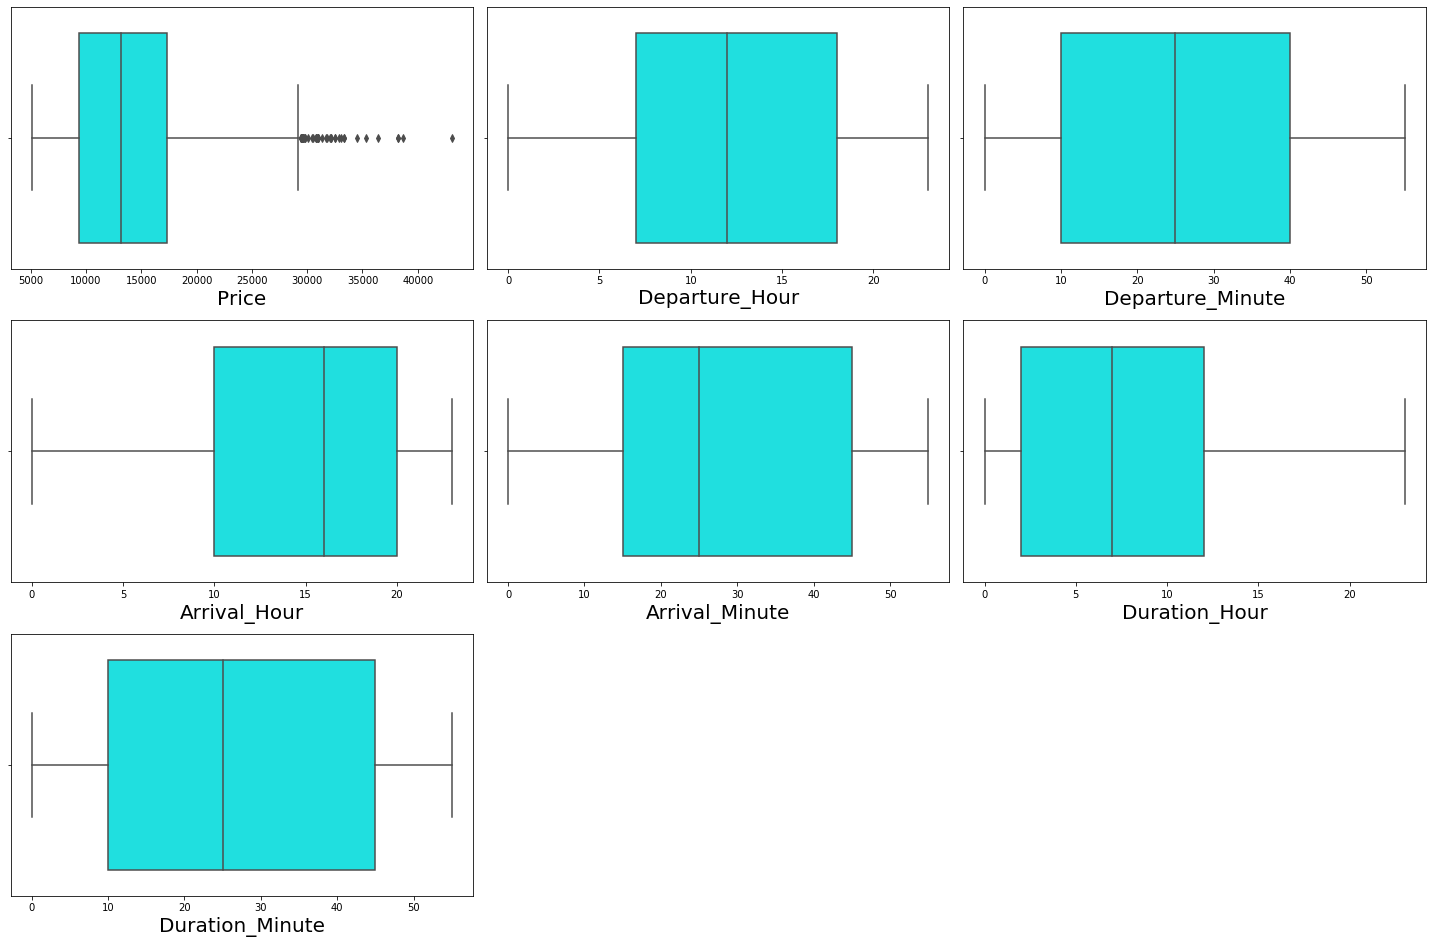 5000 10000 15000 20000 25000 30000 35000 40000
Price
0 5 10 15 20
Departure_Hour
0 10 20 30 40 50
Departure_Minute
0 5 10 15 20
Arrival_Hour
0 10 20 30 40 50
Arrival_Minute
0 5 10 15 20
Duration_Hour
0 10 20 30 40 50
Duration_Minute